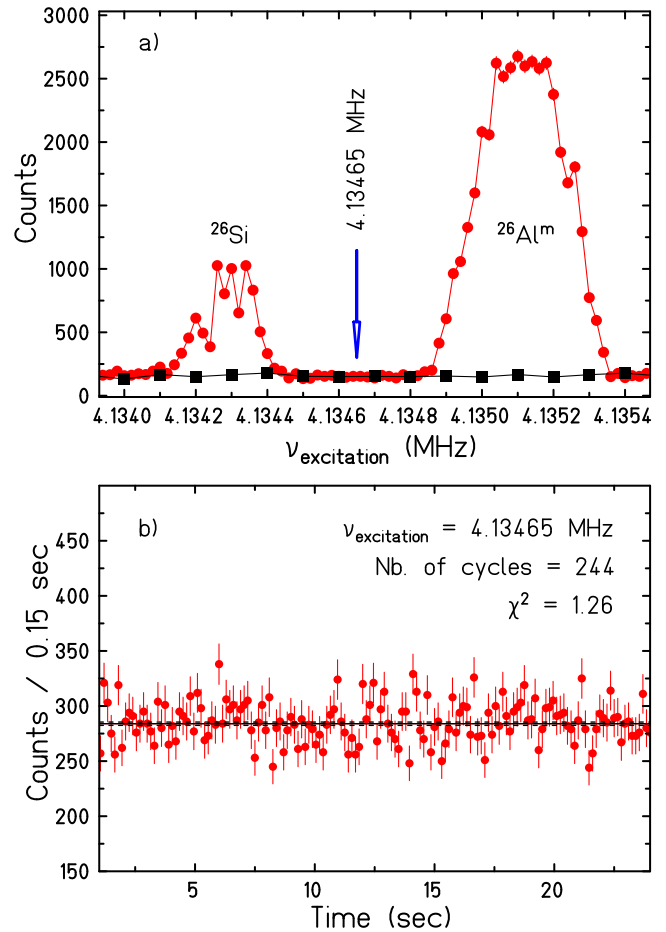 a)
3000
2500
2000
1500
1000
500
0
Counts
²⁶Si
4.13465 MHz
²⁶Alᵐ
4.1340 4.1342 4.1344 4.1346 4.1348 4.1350 4.1352 4.1354
ν_excitation (MHz)
b)
ν_excitation = 4.13465 MHz
Nb. of cycles = 244
χ² = 1.26
450
400
350
300
250
200
150
Counts / 0.15 sec
5 10 15 20
Time (sec)